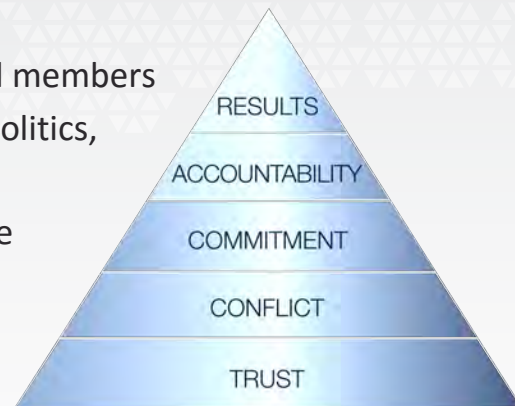 l members
olitics,
e
RESULTS
ACCOUNTABILITY
COMMITMENT
CONFLICT
TRUST